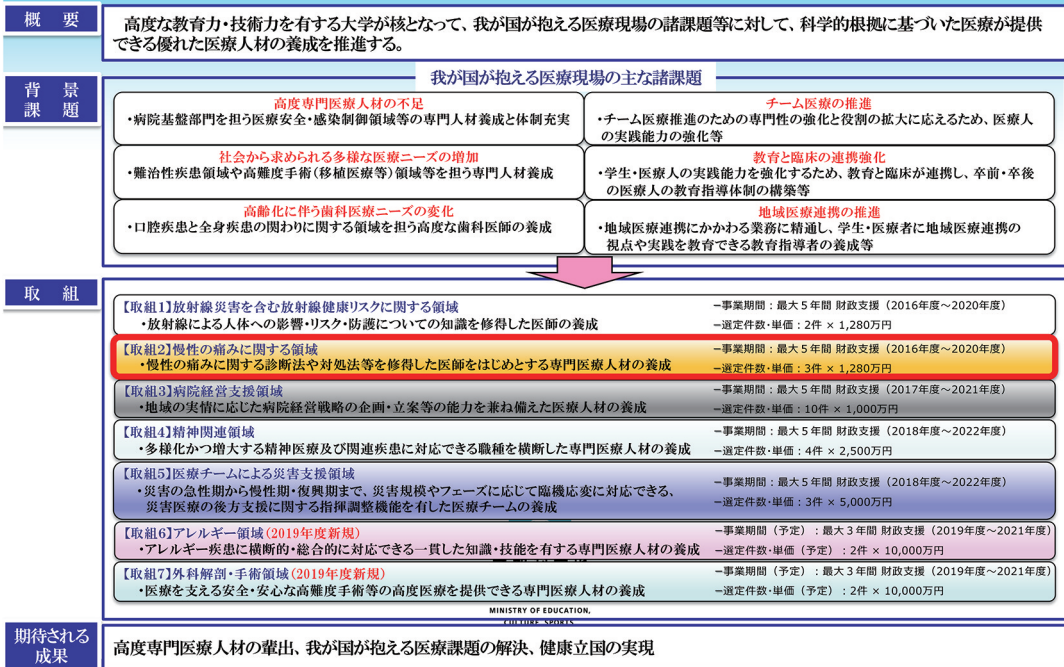 概 要
高度な教育力・技術力を有する大学が核となって、我が国が抱える医療現場の諸課題等に対して、科学的根拠に基づいた医療が提供
できる優れた医療人材の養成を推進する。
背 景
課 題
我が国が抱える医療現場の主な諸課題
高度専門医療人材の不足
・病院基盤部門を担う医療安全・感染制御領域等の専門人材養成と体制充実
チーム医療の推進
・チーム医療推進のための専門性の強化と役割の拡大に応えるため、医療人
の実践能力の強化等
社会から求められる多様な医療ニーズの増加
・難治性疾患領域や高難度手術(移植医療等)領域等を担う専門人材養成
教育と臨床の連携強化
・学生・医療人の実践能力を強化するため、教育と臨床が連携し、卒前・卒後
の医療人の教育指導体制の構築等
高齢化に伴う歯科医療ニーズの変化
・口腔疾患と全身疾患の関わりに関する領域を担う高度な歯科医師の養成
地域医療連携の推進
・地域医療連携にかかわる業務に精通し、学生・医療者に地域医療連携の
視点や実践を教育できる教育指導者の養成等
取 組
【取組1】放射線災害を含む放射線健康リスクに関する領域
・放射線による人体への影響・リスク・防護についての知識を修得した医師の養成
−事業期間：最大5年間 財政支援（2016年度～2020年度）
−選定件数・単価：2件 × 1,280万円
【取組2】慢性の痛みに関する領域
・慢性の痛みに関する診断法や対処法等を修得した医師をはじめとする専門医療人材の養成
−事業期間：最大5年間 財政支援（2016年度～2020年度）
−選定件数・単価：3件 × 1,280万円
【取組3】病院経営支援領域
・地域の実情に応じた病院経営戦略の企画・立案等の能力を兼ね備えた医療人材の養成
−事業期間：最大5年間 財政支援（2017年度～2021年度）
−選定件数・単価：10件 × 1,000万円
【取組4】精神関連領域
・多様化かつ増大する精神医療及び関連疾患に対応できる職種を横断した専門医療人材の養成
−事業期間：最大5年間 財政支援（2018年度～2022年度）
−選定件数・単価：4件 × 2,500万円
【取組5】医療チームによる災害支援領域
・災害の急性期から慢性期・復興期まで、災害規模やフェーズに応じて臨機応変に対応できる、
災害医療の後方支援に関する指揮調整機能を有した医療チームの養成
−事業期間：最大5年間 財政支援（2018年度～2022年度）
−選定件数・単価：3件 × 5,000万円
【取組6】アレルギー領域(2019年度新規)
・アレルギー疾患に横断的・総合的に対応できる一貫した知識・技能を有する専門医療人材の養成
−事業期間（予定）：最大3年間 財政支援（2019年度～2021年度）
−選定件数・単価（予定）：2件 × 10,000万円
【取組7】外科解剖・手術領域(2019年度新規)
・医療を支える安全・安心な高難度手術等の高度医療を提供できる専門医療人材の養成
−事業期間（予定）：最大3年間 財政支援（2019年度～2021年度）
−選定件数・単価（予定）：2件 × 10,000万円
MINISTRY OF EDUCATION,
CULTURE, SPORTS,
期待される
成果
高度専門医療人材の輩出、我が国が抱える医療課題の解決、健康立国の実現